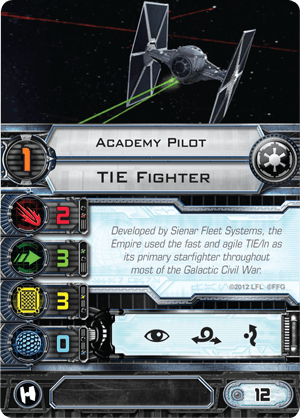 ACADEMY PILOT
1
TIE FIGHTER
2
Developed by Sienar Fleet Systems, the
Empire used the fast and agile TIE/ln as
3
its primary starfighter throughout
most of the Galactic Civil War.
©2012 LFL ©FFG
3
0
12